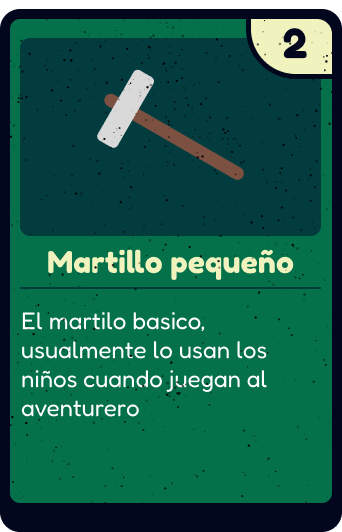 2
Martillo pequeño
El martilo basico,
usualmente lo usan los
niños cuando juegan al
aventurero